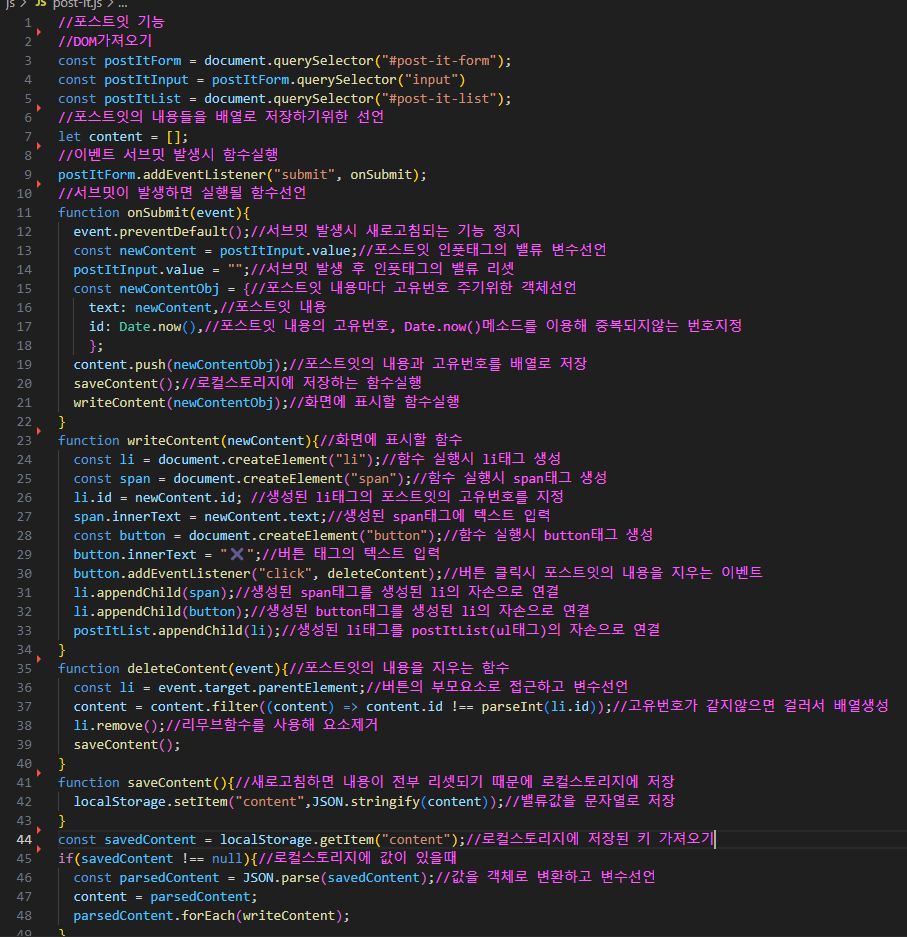 js > JS post-it.js > ...
1 //포스트잇 기능
2 //DOM가져오기
3 const postItForm = document.querySelector("#post-it-form");
4 const postItInput = postItForm.querySelector("input")
5 const postItList = document.querySelector("#post-it-list");
6 //포스트잇의 내용들을 배열로 저장하기위한 선언
7 let content = [];
8 //이벤트 서브밋 발생시 함수실행
9 postItForm.addEventListener("submit", onSubmit);
10 //서브밋이 발생하면 실행될 함수선언
11 function onSubmit(event){
12 event.preventDefault();//서브밋 발생시 새로고침되는 기능 정지
13 const newContent = postItInput.value;//포스트잇 인풋태그의 밸류 변수선언
14 postItInput.value = "";//서브밋 발생 후 인풋태그의 밸류 리셋
15 const newContentObj = {//포스트잇 내용마다 고유번호 주기위한 객체선언
16 text: newContent,//포스트잇 내용
17 id: Date.now(),//포스트잇 내용의 고유번호, Date.now()메소드를 이용해 중복되지않는 번호지정
18 };
19 content.push(newContentObj);//포스트잇의 내용과 고유번호를 배열로 저장
20 saveContent();//로컬스토리지에 저장하는 함수실행
21 writeContent(newContentObj);//화면에 표시할 함수실행
22 }
23 function writeContent(newContent){//화면에 표시할 함수
24 const li = document.createElement("li");//함수 실행시 li태그 생성
25 const span = document.createElement("span");//함수 실행시 span태그 생성
26 li.id = newContent.id; //생성된 li태그의 포스트잇의 고유번호를 지정
27 span.innerText = newContent.text;//생성된 span태그에 텍스트 입력
28 const button = document.createElement("button");//함수 실행시 button태그 생성
29 button.innerText = "❌";//버튼 태그의 텍스트 입력
30 button.addEventListener("click", deleteContent);//버튼 클릭시 포스트잇의 내용을 지우는 이벤트
31 li.appendChild(span);//생성된 span태그를 생성된 li의 자손으로 연결
32 li.appendChild(button);//생성된 button태그를 생성된 li의 자손으로 연결
33 postItList.appendChild(li);//생성된 li태그를 postItList(ul태그)의 자손으로 연결
34 }
35 function deleteContent(event){//포스트잇의 내용을 지우는 함수
36 const li = event.target.parentElement;//버튼의 부모요소로 접근하고 변수선언
37 content = content.filter((content) => content.id !== parseInt(li.id));//고유번호가 같지않으면 걸러서 배열생성
38 li.remove();//리무브함수를 사용해 요소제거
39 saveContent();
40 }
41 function saveContent(){//새로고침하면 내용이 전부 리셋되기 때문에 로컬스토리지에 저장
42 localStorage.setItem("content",JSON.stringify(content));//밸류값을 문자열로 저장
43 }
44 const savedContent = localStorage.getItem("content");//로컬스토리지에 저장된 키 가져오기
45 if(savedContent !== null){//로컬스토리지에 값이 있을때
46 const parsedContent = JSON.parse(savedContent);//값을 객체로 변환하고 변수선언
47 content = parsedContent;
48 parsedContent.forEach(writeContent);
49 }